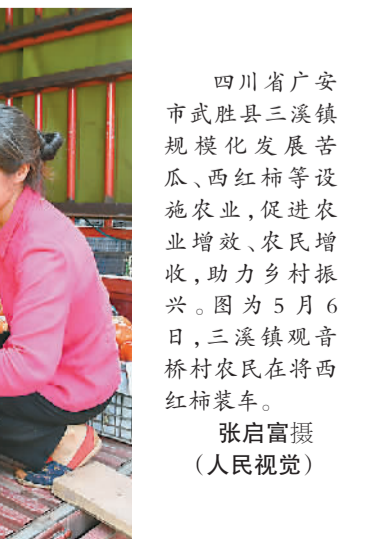 四川省广安
市武胜县三溪镇
规模化发展苦
瓜、西红柿等设
施农业,促进农
业增效、农民增
收,助力乡村振
兴。图为5月6
日,三溪镇观音
桥村农民在将西
红柿装车。
张启富摄
（人民视觉）